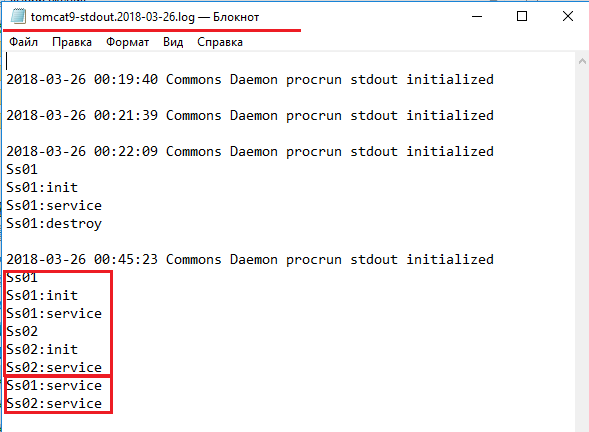 tomcat9-stdout.2018-03-26.log — Блокнот
Файл Правка Формат Вид Справка
2018-03-26 00:19:40 Commons Daemon procrun stdout initialized
2018-03-26 00:21:39 Commons Daemon procrun stdout initialized
2018-03-26 00:22:09 Commons Daemon procrun stdout initialized
Ss01
Ss01:init
Ss01:service
Ss01:destroy
2018-03-26 00:45:23 Commons Daemon procrun stdout initialized
Ss01
Ss01:init
Ss01:service
Ss02
Ss02:init
Ss02:service
Ss01:service
Ss02:service